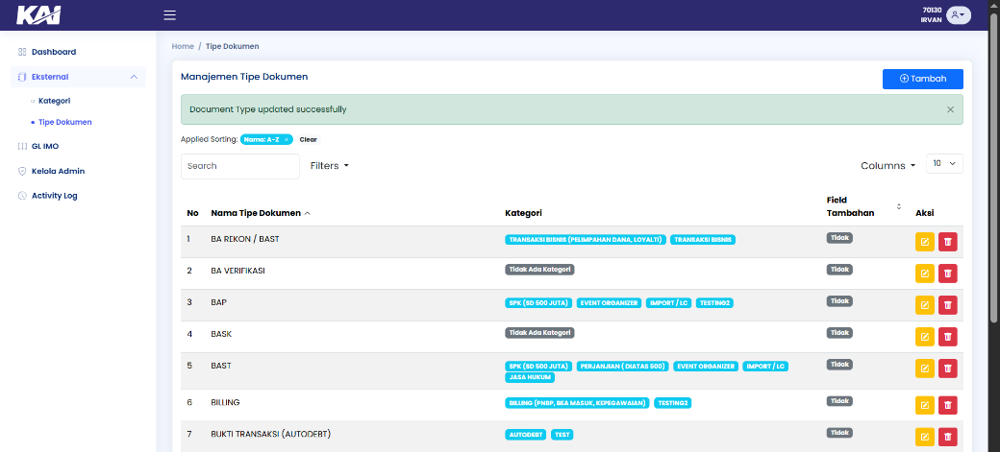 KAI
70130
IRVAN
Dashboard
Eksternal
Kategori
Tipe Dokumen
GL IMO
Kelola Admin
Activity Log
Home / Tipe Dokumen
Manajemen Tipe Dokumen
Tambah
Document Type updated successfully
Applied Sorting: Nama: A-Z × Clear
Search Filters Columns 10
No Nama Tipe Dokumen Kategori Field Tambahan Aksi
1 BA REKON / BAST TRANSAKSI BISNIS (PELIMPAHAN DANA, LOYALTI) TRANSAKSI BISNIS Tidak
2 BA VERIFIKASI Tidak Ada Kategori Tidak
3 BAP SPK (SD 500 JUTA) EVENT ORGANIZER IMPORT / LC TESTING2 Tidak
4 BASK Tidak Ada Kategori Tidak
5 BAST SPK (SD 500 JUTA) PERJANJIAN ( DIATAS 500) EVENT ORGANIZER IMPORT / LC Tidak
JASA HUKUM
6 BILLING BILLING (PNBP, BEA MASUK, KEPEGAWAIAN) TESTING2 Tidak
7 BUKTI TRANSAKSI (AUTODEBT) AUTODEBT TEST Tidak